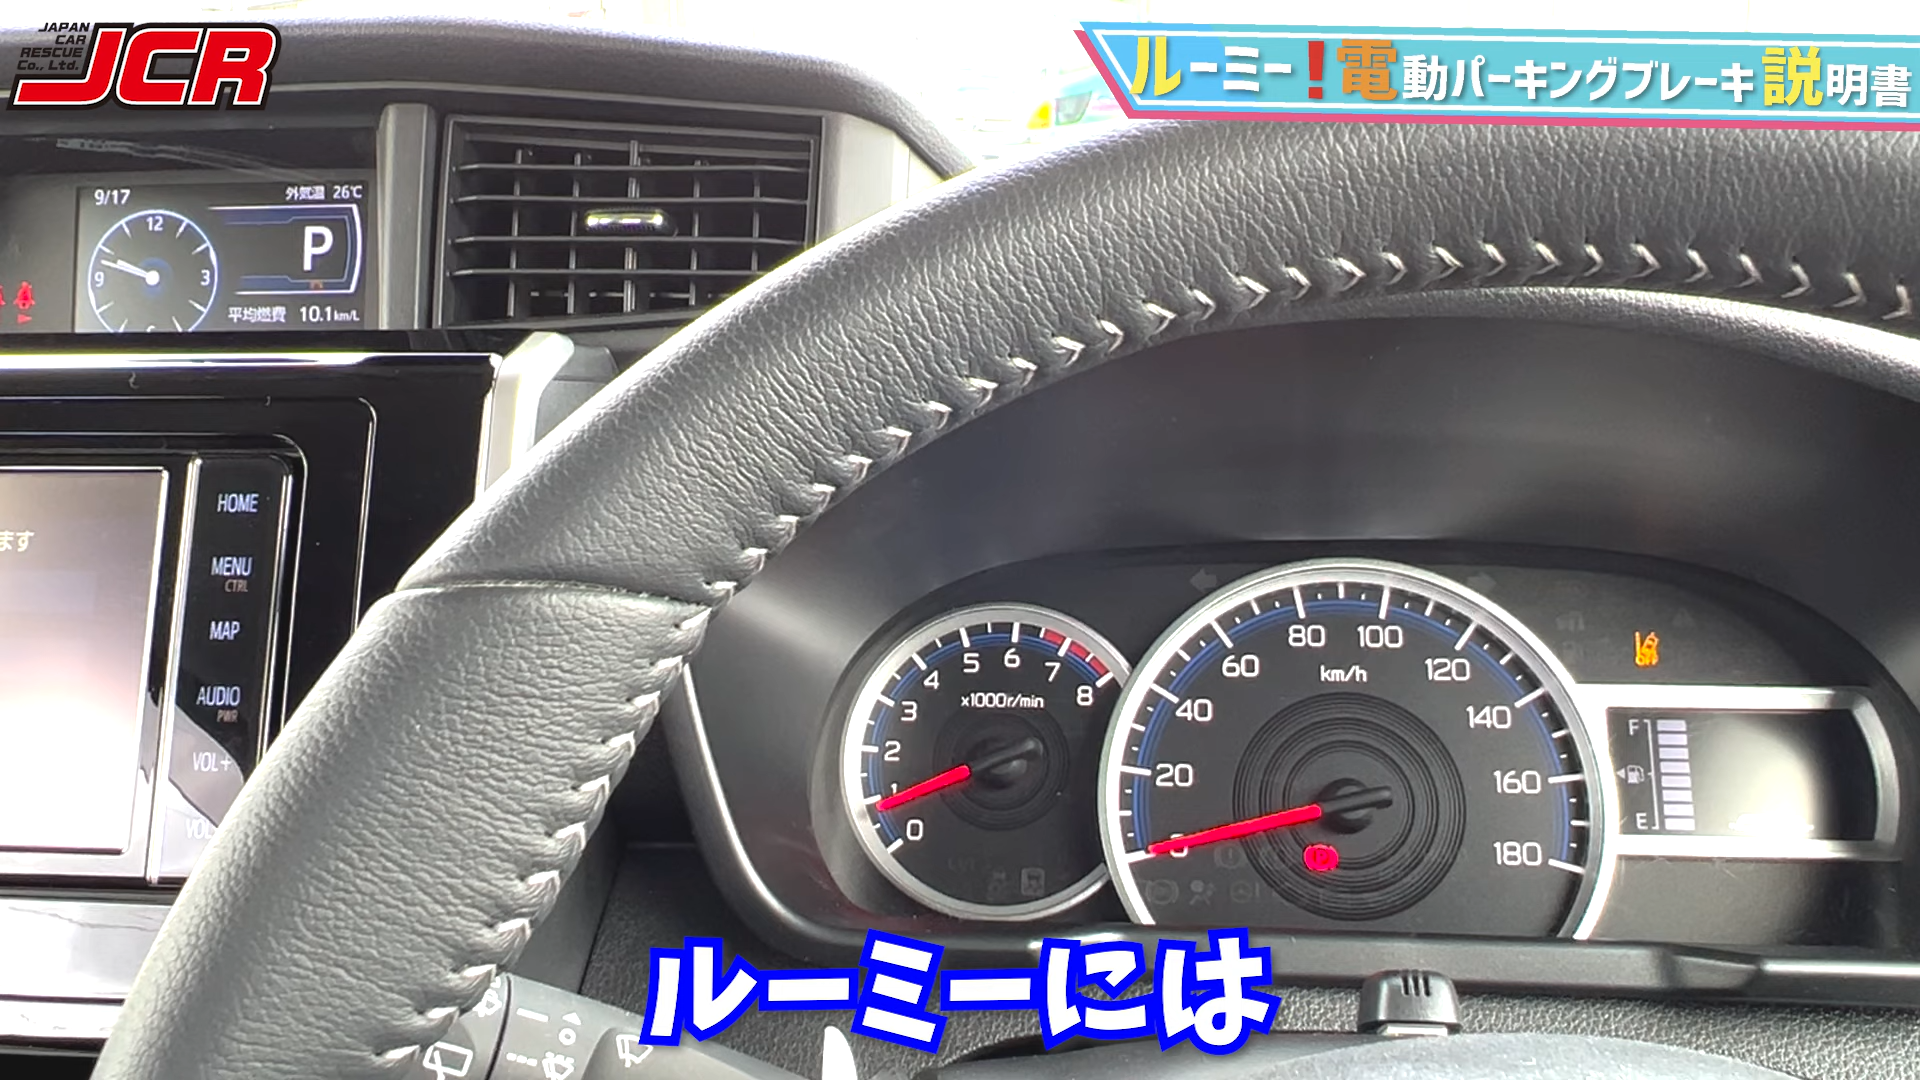 JAPAN
CAR
RESCUE
Co., Ltd.
JCR
ルーミー！電動パーキングブレーキ説明書
9/17
外気温 26℃
12
9
3
P
平均燃費 10.1km/L
ます
HOME
MENU
CTRL
MAP
AUDIO
PWR
VOL+
VOL
0
1
2
3
4
5
6
7
8
x1000r/min
20
40
60
80
100
120
140
160
180
km/h
F
E
ルーミーには